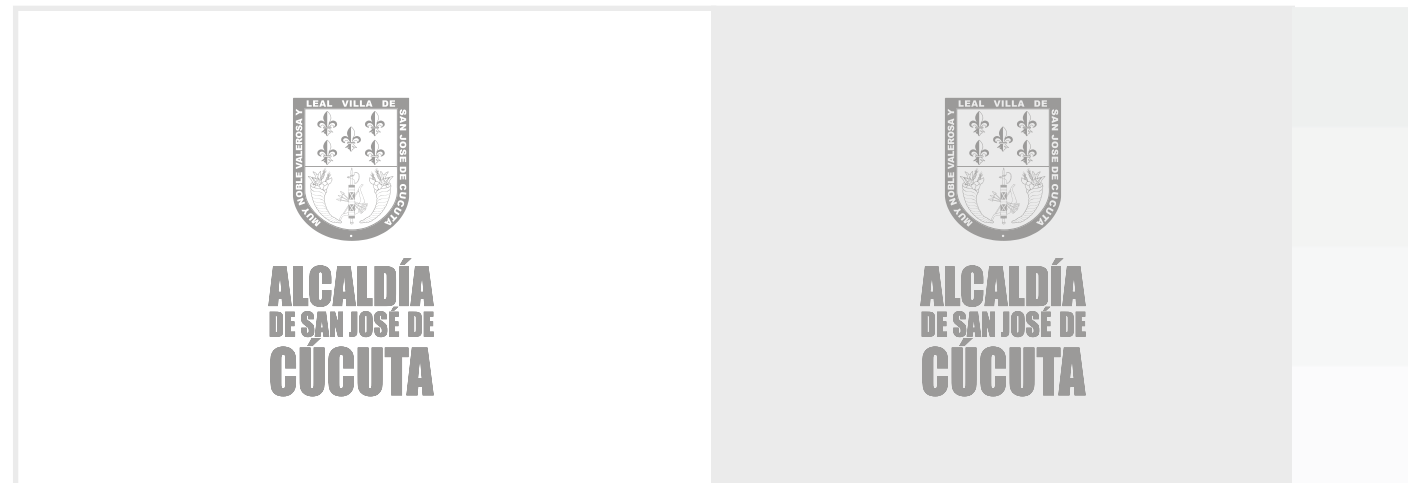 MUY NOBLE VALEROSA Y LEAL VILLA DE SAN JOSE DE CUCUTA
ALCALDÍA
DE SAN JOSÉ DE
CÚCUTA
MUY NOBLE VALEROSA Y LEAL VILLA DE SAN JOSE DE CUCUTA
ALCALDÍA
DE SAN JOSÉ DE
CÚCUTA